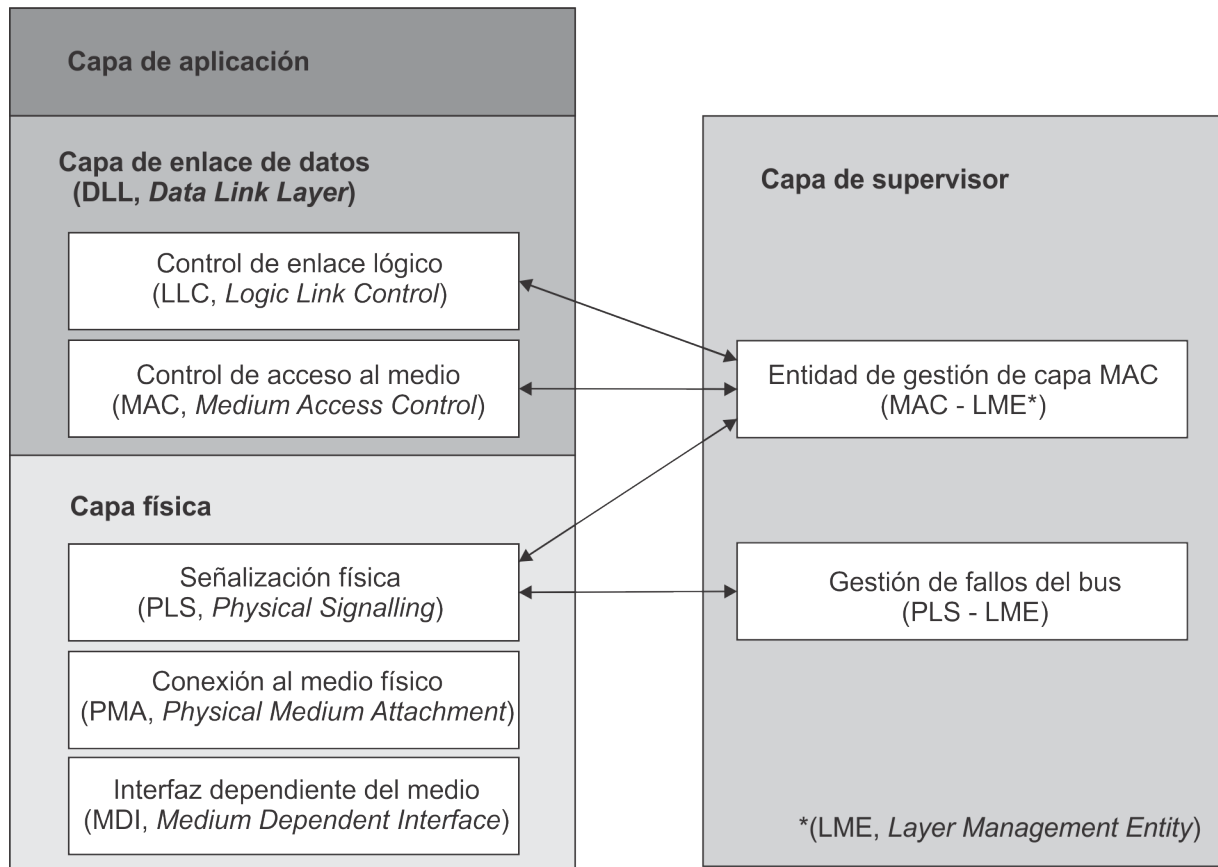 Capa de aplicación
Capa de enlace de datos
(DLL, Data Link Layer)
Control de enlace lógico
(LLC, Logic Link Control)
Control de acceso al medio
(MAC, Medium Access Control)
Capa física
Señalización física
(PLS, Physical Signalling)
Conexión al medio físico
(PMA, Physical Medium Attachment)
Interfaz dependiente del medio
(MDI, Medium Dependent Interface)
Capa de supervisor
Entidad de gestión de capa MAC
(MAC - LME*)
Gestión de fallos del bus
(PLS - LME)
*(LME, Layer Management Entity)